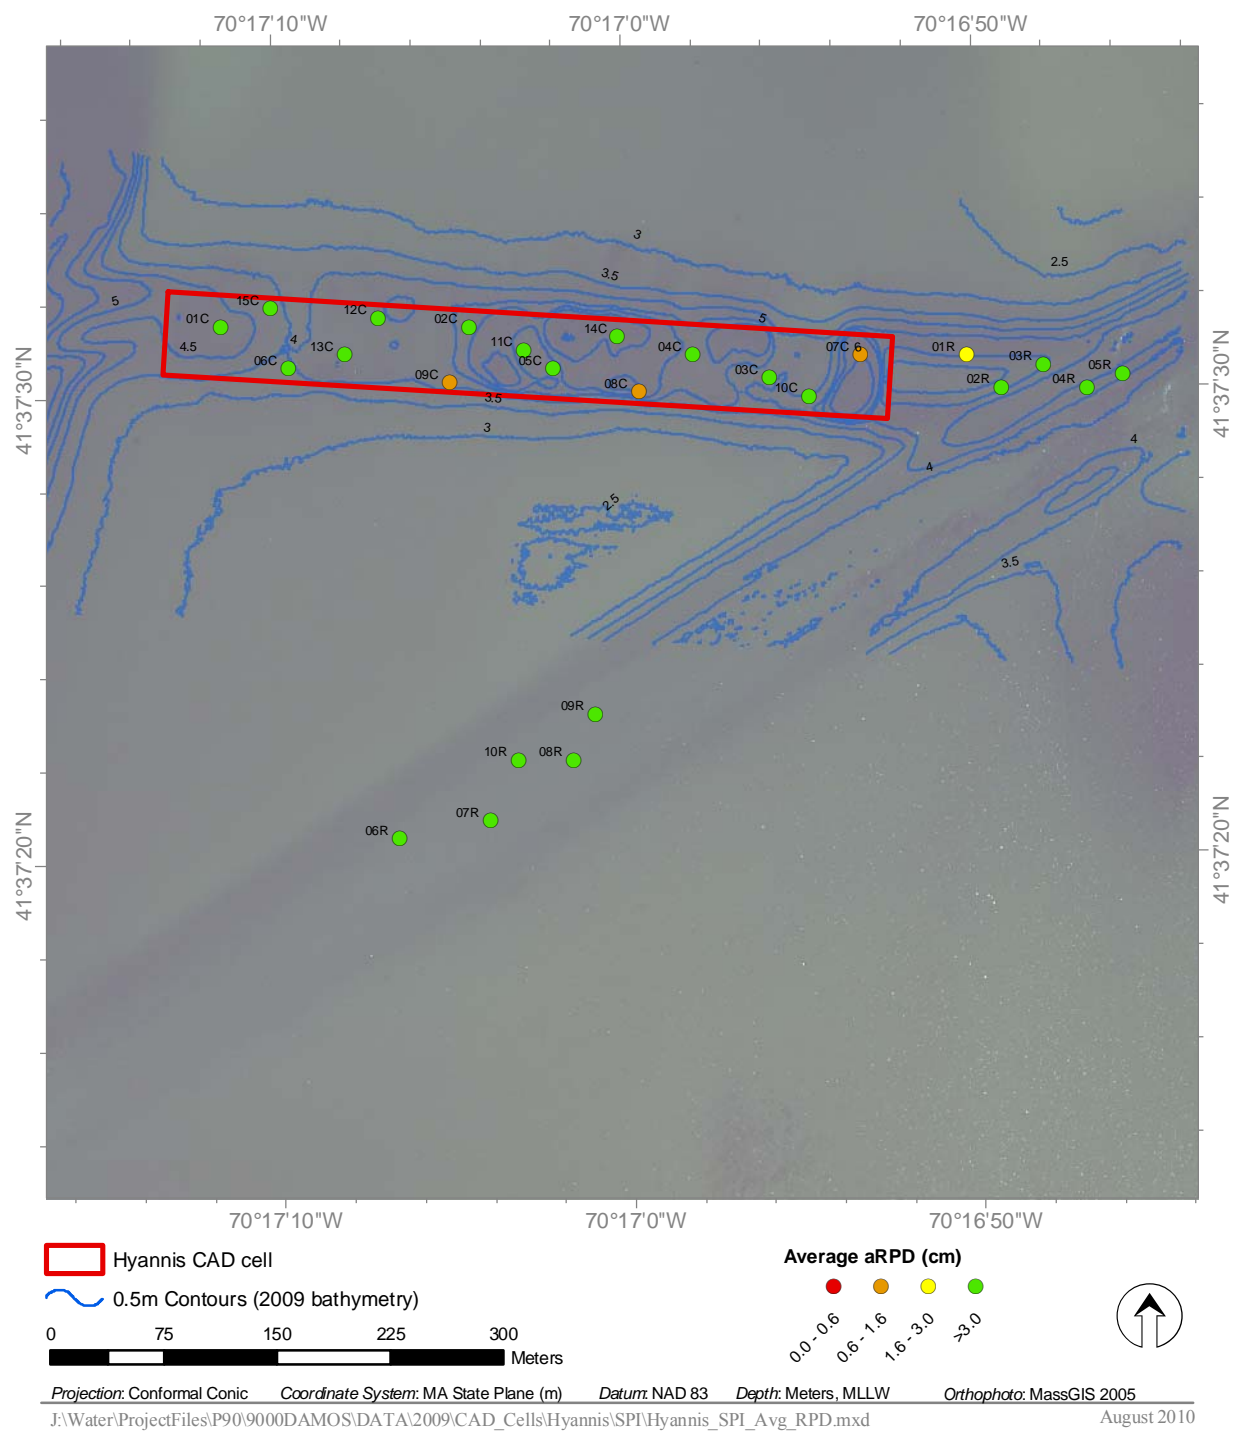 70°17'10"W 70°17'0"W 70°16'50"W
3
2.5
3.5
5
5
15C
12C
01C
02C
14C
4
4.5
11C
04C
07C 6
01R
13C
03R
06C
05C
03C
05R
09C
08C
10C
02R
04R
41°37'30"N
41°37'30"N
3.5
3
4
4
2.5
3.5
09R
10R 08R
07R
06R
41°37'20"N
41°37'20"N
70°17'10"W 70°17'0"W 70°16'50"W
Hyannis CAD cell
0.5m Contours (2009 bathymetry)
0 75 150 225 300
Meters
Average aRPD (cm)
0.0 - 0.6
0.6 - 1.6
1.6 - 3.0
>3.0
Projection: Conformal Conic Coordinate System: MA State Plane (m) Datum: NAD 83 Depth: Meters, MLLW Orthophoto: MassGIS 2005
J:\Water\ProjectFiles\P90\9000DAMOS\DATA\2009\CAD_Cells\Hyannis\SPI\Hyannis_SPI_Avg_RPD.mxd August 2010